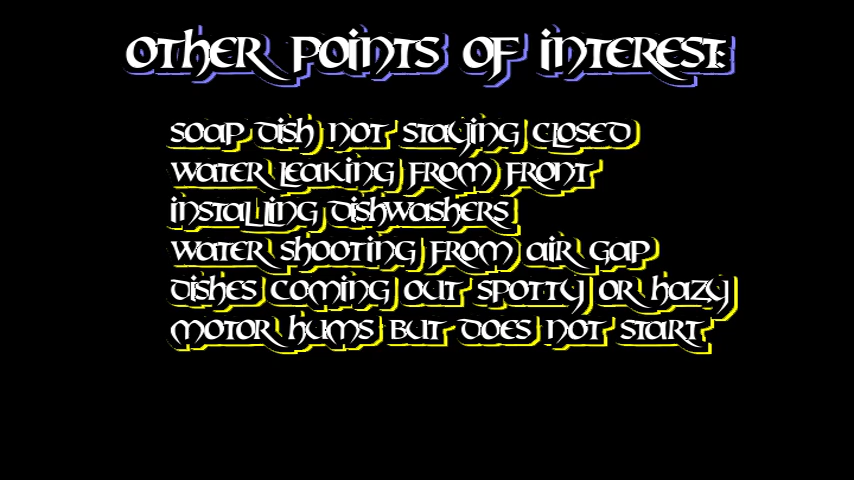 OTHER POINTS OF INTEREST:
SOAP DISH NOT STAYING CLOSED
WATER LEAKING FROM FRONT
INSTALLING DISHWASHERS
WATER SHOOTING FROM AIR GAP
DISHES COMING OUT SPOTTY OR HAZY
MOTOR HUMS BUT DOES NOT START